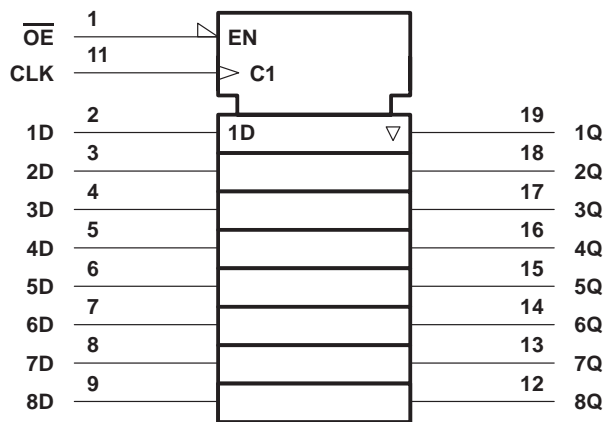 1
OE EN
11
CLK C1
2 19
1D 1D 1Q
3 18
2D 2Q
4 17
3D 3Q
5 16
4D 4Q
6 15
5D 5Q
7 14
6D 6Q
8 13
7D 7Q
9 12
8D 8Q